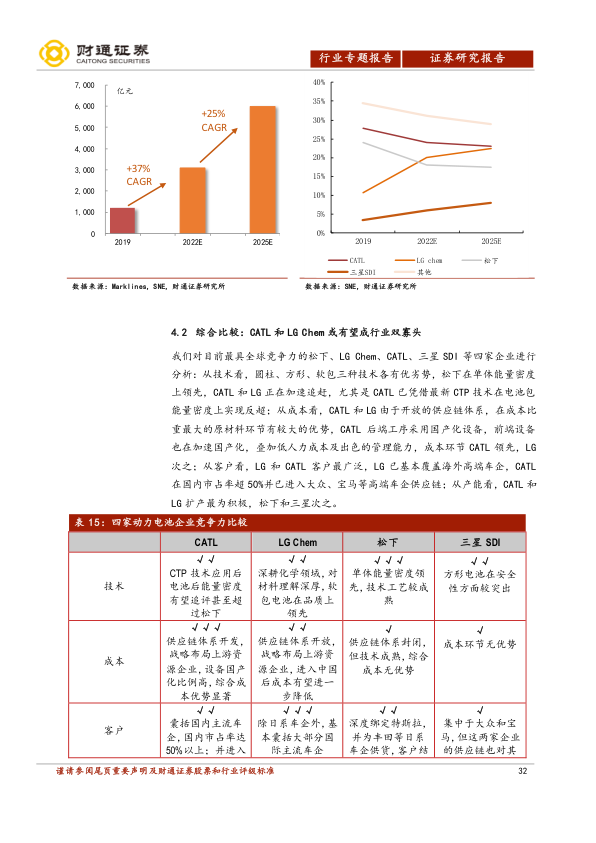 财通证券
CAITONG SECURITIES
行业专题报告 证券研究报告
亿元
7,000
6,000
5,000
4,000
3,000
2,000
1,000
0
+37%
CAGR
+25%
CAGR
2019 2022E 2025E
40%
35%
30%
25%
20%
15%
10%
5%
0%
2019 2022E 2025E
CATL LG chem 松下
三星SDI 其他
数据来源：Marklines, SNE, 财通证券研究所
数据来源：SNE, 财通证券研究所
4.2 综合比较：CATL 和 LG Chem 或有望成行业双寡头
我们对目前最具全球竞争力的松下、LG Chem、CATL、三星 SDI 等四家企业进行
分析：从技术看，圆柱、方形、软包三种技术各有优劣势，松下在单体能量密度
上领先，CATL 和 LG 正在加速追赶，尤其是 CATL 已凭借最新 CTP 技术在电池包
能量密度上实现反超；从成本看，CATL 和 LG 由于开放的供应链体系，在成本比
重最大的原材料环节有较大的优势，CATL 后端工序采用国产化设备，前端设备
也在加速国产化，叠加低人力成本及出色的管理能力，成本环节 CATL 领先，LG
次之；从客户看，LG 和 CATL 客户最广泛，LG 已基本覆盖海外高端车企，CATL
在国内市占率超 50%并已进入大众、宝马等高端车企供应链；从产能看，CATL 和
LG 扩产最为积极，松下和三星次之。
表 15：四家动力电池企业竞争力比较
CATL LG Chem 松下 三星 SDI
技术
√√
CTP 技术应用后
电池后能量密度
有望追评甚至超
过松下
√√
深耕化学领域，对
材料理解深厚，软
包电池在品质上
领先
√√√
单体能量密度领
先，技术工艺较成
熟
√√
方形电池在安全
性方面较突出
成本
√√√
供应链体系开发，
战略布局上游资
源企业，设备国产
化比例高，综合成
本优势显著
√√
供应链体系开放，
战略布局上游资
源企业，进入中国
后成本有望进一
步降低
√
供应链体系封闭，
但技术成熟，综合
成本无优势
√
成本环节无优势
客户
√√
囊括国内主流车
企，国内市占率达
50%以上；并进入
√√√
除日系车企外，基
本囊括大部分国
际主流车企
√√
深度绑定特斯拉，
并为丰田等日系
车企供货，客户结
√
集中于大众和宝
马，但这两家企业
的供应链也对其
谨请参阅尾页重要声明及财通证券股票和行业评级标准 32